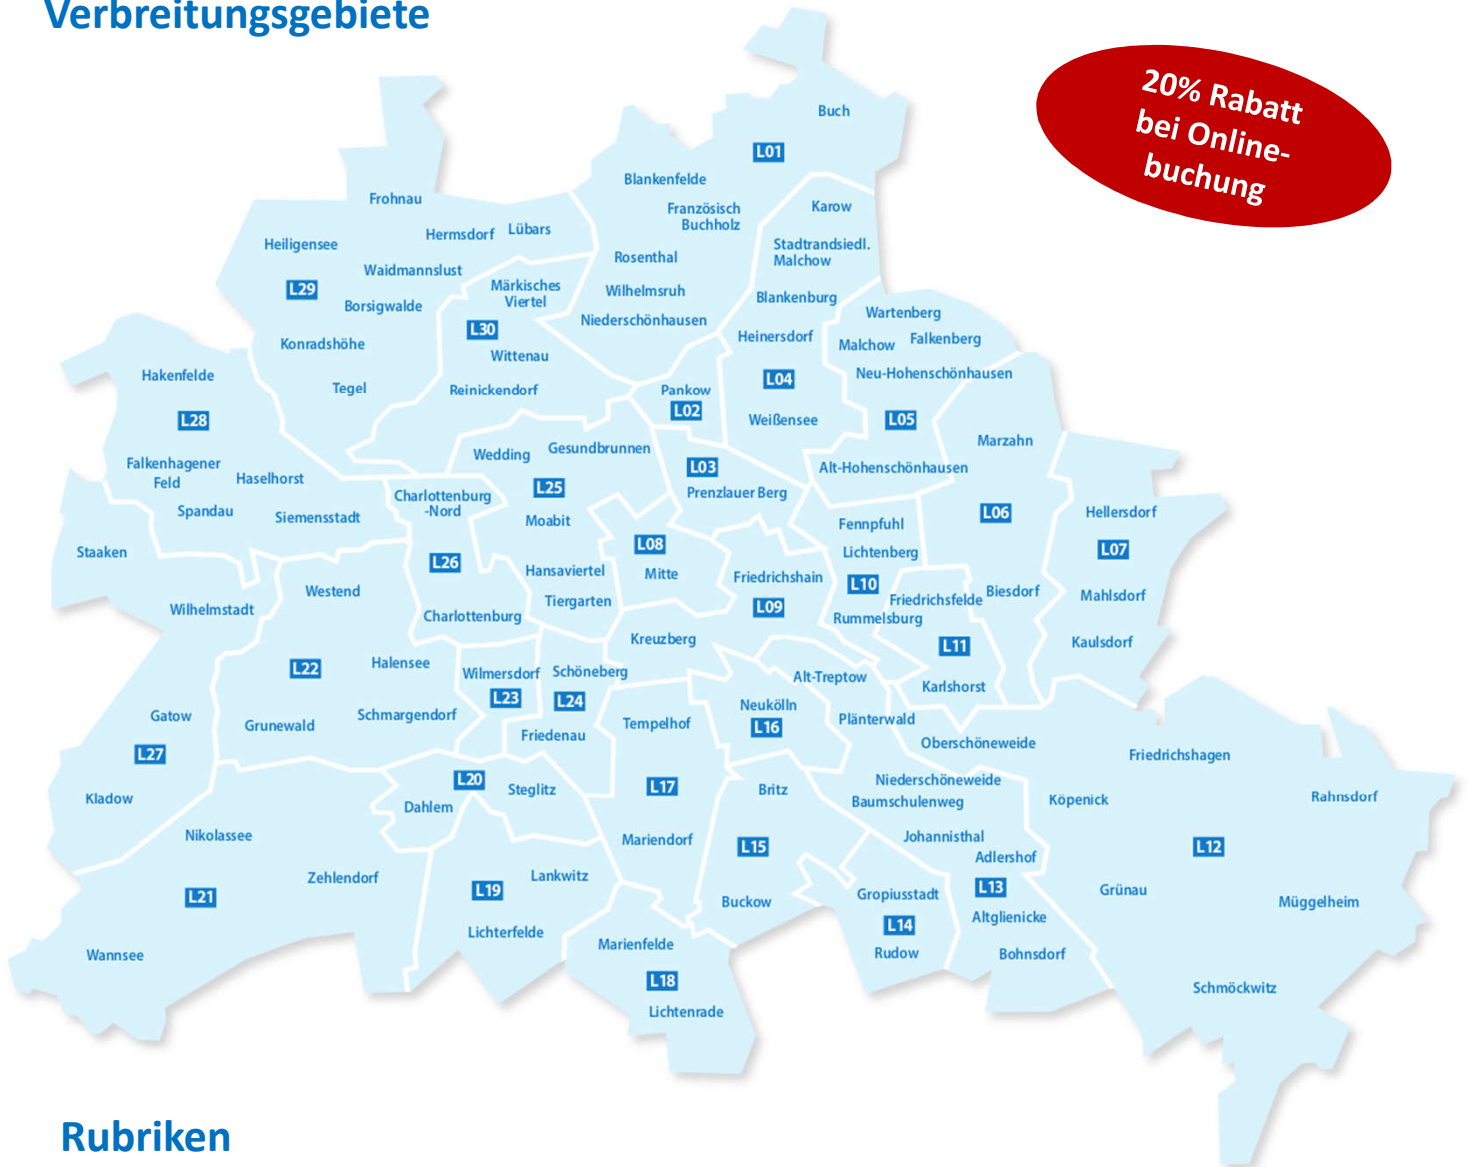 Verbreitungsgebiete
20% Rabatt
bei Online-
buchung
Buch
L01
Blankenfelde
Französisch
Buchholz
Rosenthal
Wilhelmsruh
Niederschönhausen
Karow
Stadtrandsiedl.
Malchow
Blankenburg
Heinersdorf
L04
Weißensee
Frohnau
Hermsdorf
Lübars
Heiligensee
Waidmannslust
L29
Borsigwalde
Konradshöhe
Tegel
Märkisches
Viertel
L30
Wittenau
Reinickendorf
Wartenberg
Malchow
Falkenberg
Neu-Hohenschönhausen
L05
Alt-Hohenschönhausen
Pankow
L02
L03
Prenzlauer Berg
Hakenfelde
L28
Falkenhagener
Feld
Haselhorst
Spandau
Siemensstadt
Staaken
Wilhelmstadt
Gatow
L27
Kladow
Wedding
Gesundbrunnen
L25
Moabit
Hansaviertel
Tiergarten
Charlottenburg
-Nord
L26
Charlottenburg
L08
Mitte
Friedrichshain
L09
Kreuzberg
Fennpfuhl
Lichtenberg
L10
Rummelsburg
Friedrichsfelde
L11
Karlshorst
Marzahn
L06
Biesdorf
Hellersdorf
L07
Mahlsdorf
Kaulsdorf
Westend
L22
Halensee
Grunewald
Schmargendorf
Wilmersdorf
L23
Schöneberg
L24
Friedenau
Tempelhof
L17
Mariendorf
Neukölln
L16
Alt-Treptow
Plänterwald
Oberschöneweide
Niederschöneweide
Baumschulenweg
Johannisthal
Adlershof
L13
Altglienicke
Bohnsdorf
Friedrichshagen
Köpenick
Rahnsdorf
L12
Grünau
Müggelheim
Schmöckwitz
L20
Dahlem
Steglitz
Nikolassee
Zehlendorf
L21
Wannsee
Lankwitz
L19
Lichterfelde
Marienfelde
L18
Lichtenrade
Britz
L15
Buckow
Gropiusstadt
L14
Rudow
Rubriken